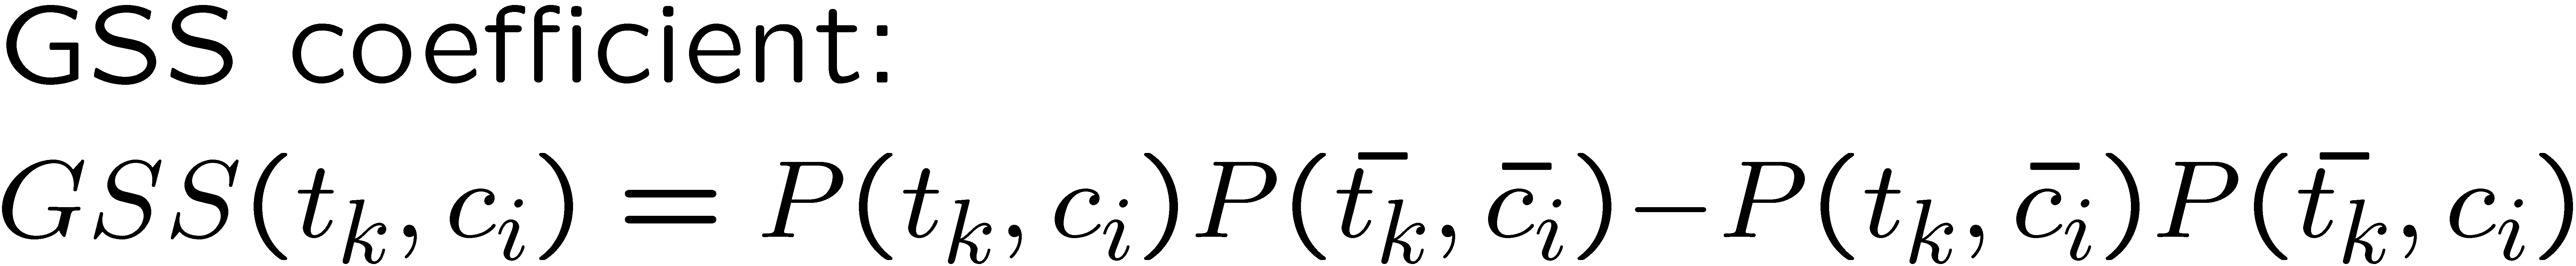 GSS coefficient:
GSS(t_k, c_i) = P(t_k, c_i)P(t̄_k, c̄_i)−P(t_k, c̄_i)P(t̄_k, c_i)